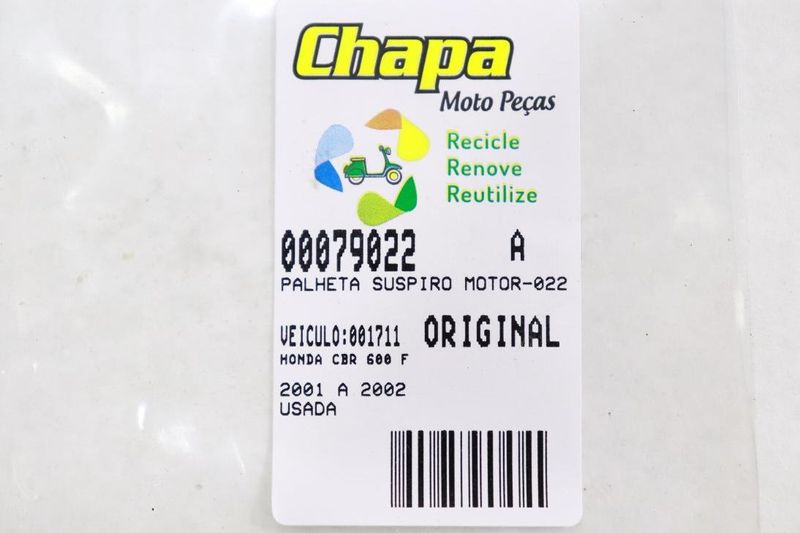 Chapa
Moto Peças
Recicle
Renove
Reutilize
00079022 A
PALHETA SUSPIRO MOTOR-022
VEICULO:001711 ORIGINAL
HONDA CBR 600 F
2001 A 2002
USADA